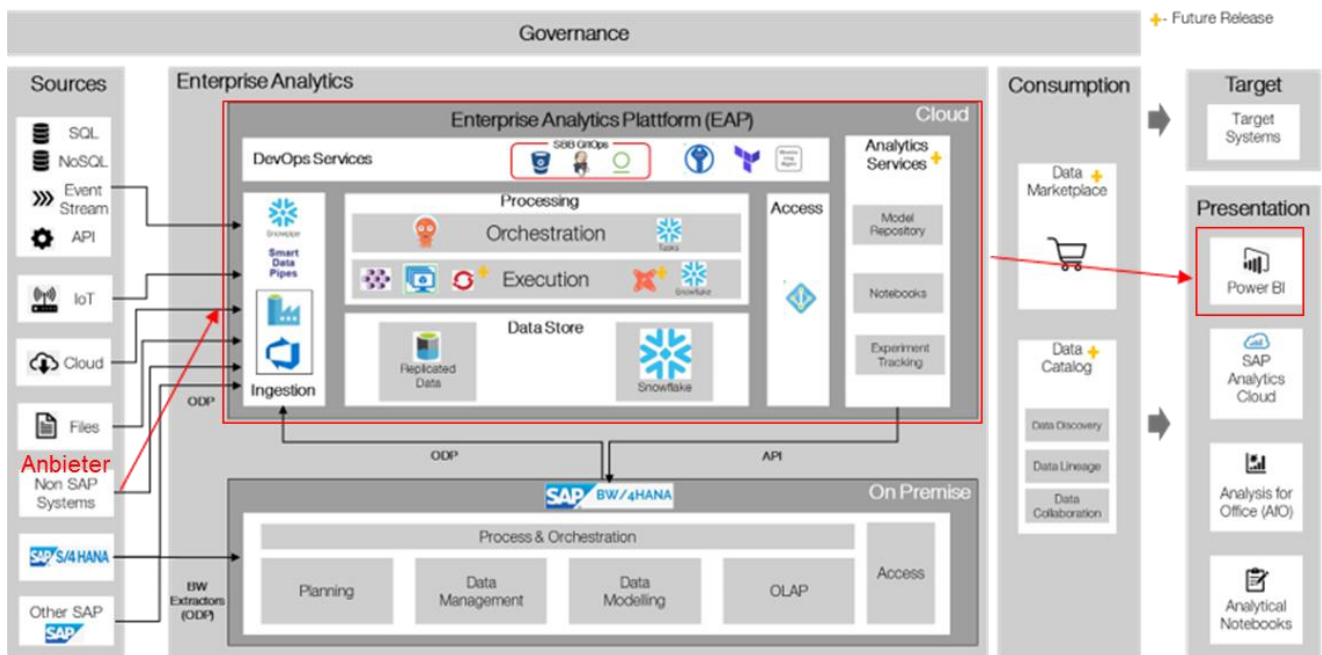 Governance
- Future Release
Sources
SQL
NoSQL
Event
Stream
API
IoT
Cloud
Files
Anbieter
Non SAP
Systems
SAP S/4HANA
Other SAP
SAP
Enterprise Analytics
Cloud
Enterprise Analytics Plattform (EAP)
DevOps Services
SBB GitOps
Snowpipe
Smart
Data
Pipes
Ingestion
Processing
Orchestration
Tasks
Execution
Snowflake
Data Store
Replicated
Data
Snowflake
Access
Analytics
Services
Model
Repository
Notebooks
Experiment
Tracking
ODP
ODP
API
BW
Extractors
(ODP)
SAP BW/4HANA
On Premise
Process & Orchestration
Planning
Data
Management
Data
Modelling
OLAP
Access
Consumption
Data
Marketplace
Data
Catalog
Data Discovery
Data Lineage
Data
Collaboration
Target
Target
Systems
Presentation
Power BI
SAP
Analytics
Cloud
Analysis for
Office (AfO)
Analytical
Notebooks